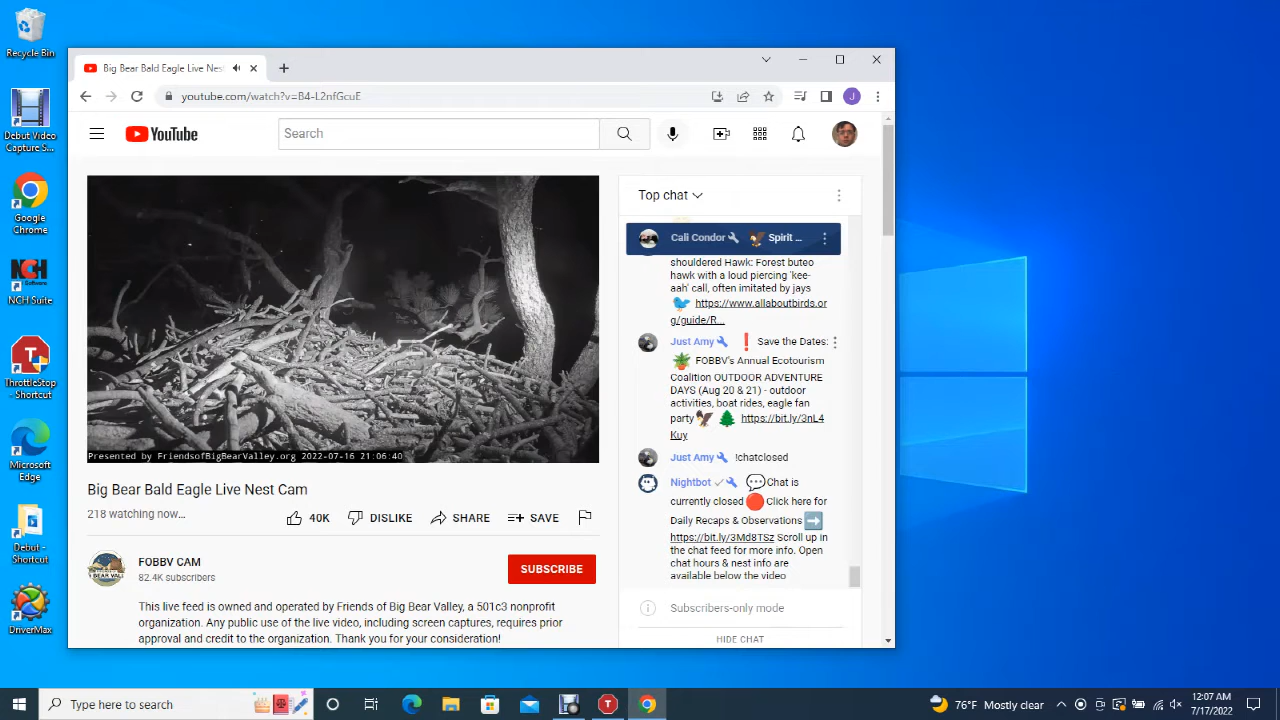 Recycle Bin
Debut Video
Capture S...
Google
Chrome
NCH
Software
NCH Suite
T
ThrottleStop
- Shortcut
Microsoft
Edge
Debut -
Shortcut
DriverMax
Big Bear Bald Eagle Live Nest
youtube.com/watch?v=B4-L2nfGcuE
J
YouTube
Search
Presented by FriendsofBigBearValley.org 2022-07-16 21:06:40
Big Bear Bald Eagle Live Nest Cam
218 watching now...
40K
DISLIKE
SHARE
SAVE
FOBBV CAM
82.4K subscribers
SUBSCRIBE
This live feed is owned and operated by Friends of Big Bear Valley, a 501c3 nonprofit
organization. Any public use of the live video, including screen captures, requires prior
approval and credit to the organization. Thank you for your consideration!
Top chat
Cali Condor Spirit ...
shouldered Hawk: Forest buteo
hawk with a loud piercing 'kee-
aah' call, often imitated by jays
https://www.allaboutbirds.or
g/guide/R...
Just Amy Save the Dates:
FOBBV's Annual Ecotourism
Coalition OUTDOOR ADVENTURE
DAYS (Aug 20 & 21) - outdoor
activities, boat rides, eagle fan
party https://bit.ly/3nL4
Kuy
Just Amy !chatclosed
Nightbot Chat is
currently closed Click here for
Daily Recaps & Observations
https://bit.ly/3Md8TSz Scroll up in
the chat feed for more info. Open
chat hours & nest info are
available below the video
Subscribers-only mode
HIDE CHAT
Type here to search
T
76°F Mostly clear
12:07 AM
7/17/2022